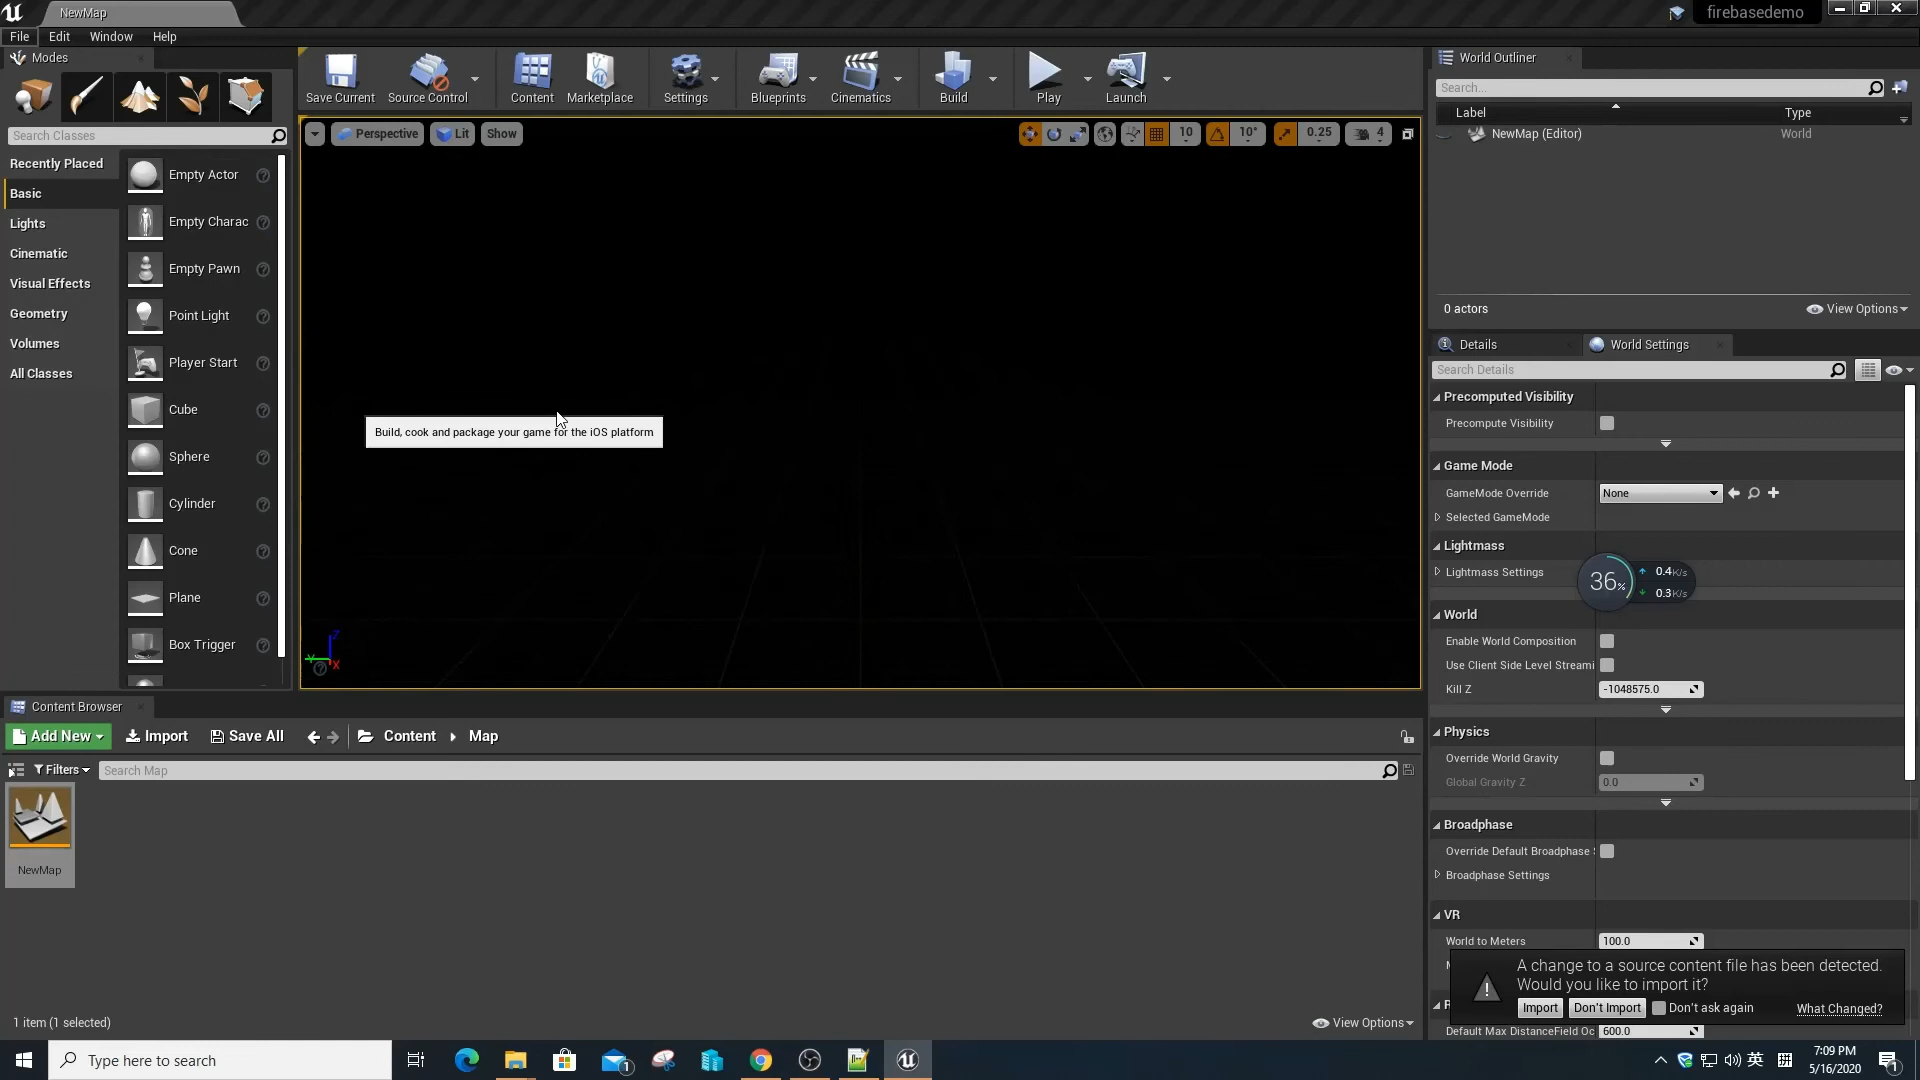 NewMap
firebasedemo
File Edit Window Help
Modes
World Outliner
Save Current
Source Control
Content
Marketplace
Settings
Blueprints
Cinematics
Build
Play
Launch
Search...
Label
Type
NewMap (Editor)
World
Search Classes
Perspective
Lit
Show
10
10°
0.25
4
Recently Placed
Basic
Lights
Cinematic
Visual Effects
Geometry
Volumes
All Classes
Empty Actor
Empty Charac
Empty Pawn
Point Light
Player Start
Cube
Sphere
Cylinder
Cone
Plane
Box Trigger
Build, cook and package your game for the iOS platform
Z
Y
X
0 actors
View Options
Details
World Settings
Search Details
Precomputed Visibility
Precompute Visibility
Game Mode
GameMode Override
None
Selected GameMode
Lightmass
Lightmass Settings
36%
0.4K/s
0.3K/s
World
Enable World Composition
Use Client Side Level Streami
Kill Z
-1048575.0
Physics
Override World Gravity
Global Gravity Z
0.0
Broadphase
Override Default Broadphase
Broadphase Settings
VR
World to Meters
100.0
A change to a source content file has been detected.
Would you like to import it?
Import
Don't Import
Don't ask again
What Changed?
Default Max DistanceField Oc
600.0
Content Browser
Add New
Import
Save All
Content
Map
Filters
Search Map
NewMap
1 item (1 selected)
View Options
Type here to search
1
英
拼
7:09 PM
5/16/2020
1